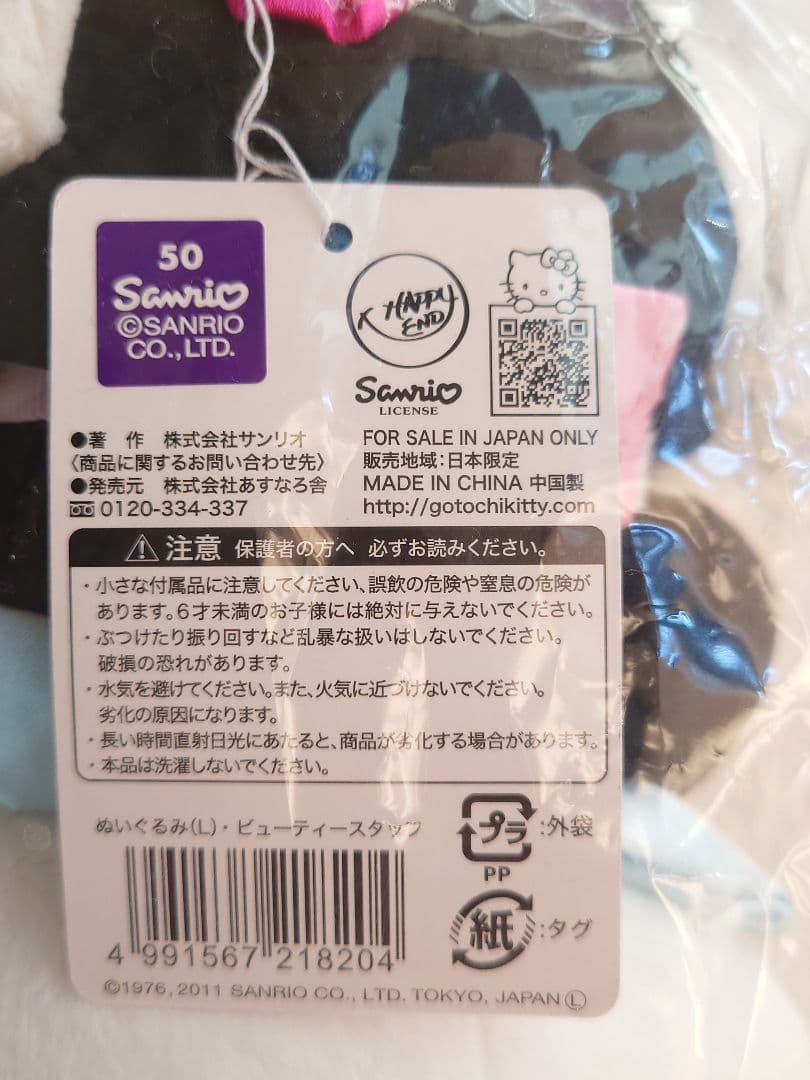 50
Sanrio
©SANRIO
CO.,LTD.
HAPPY
END
Sanrio
LICENSE
●著 作 株式会社サンリオ
〈商品に関するお問い合わせ先〉
●発売元 株式会社あすなろ舎
0120-334-337
FOR SALE IN JAPAN ONLY
販売地域:日本限定
MADE IN CHINA 中国製
http://gotochikitty.com
注意 保護者の方へ 必ずお読みください。
・小さな付属品に注意してください、誤飲の危険や窒息の危険が
あります。6才未満のお子様には絶対に与えないでください。
・ぶつけたり振り回すなど乱暴な扱いはしないでください。
破損の恐れがあります。
・水気を避けてください。また、火気に近づけないでください。
劣化の原因になります。
・長い時間直射日光にあたると、商品が劣化する場合があります。
・本品は洗濯しないでください。
ぬいぐるみ(L)・ビューティースタッフ
プラ :外袋
PP
紙 :タグ
4 991567 218204
©1976, 2011 SANRIO CO., LTD. TOKYO, JAPAN Ⓛ